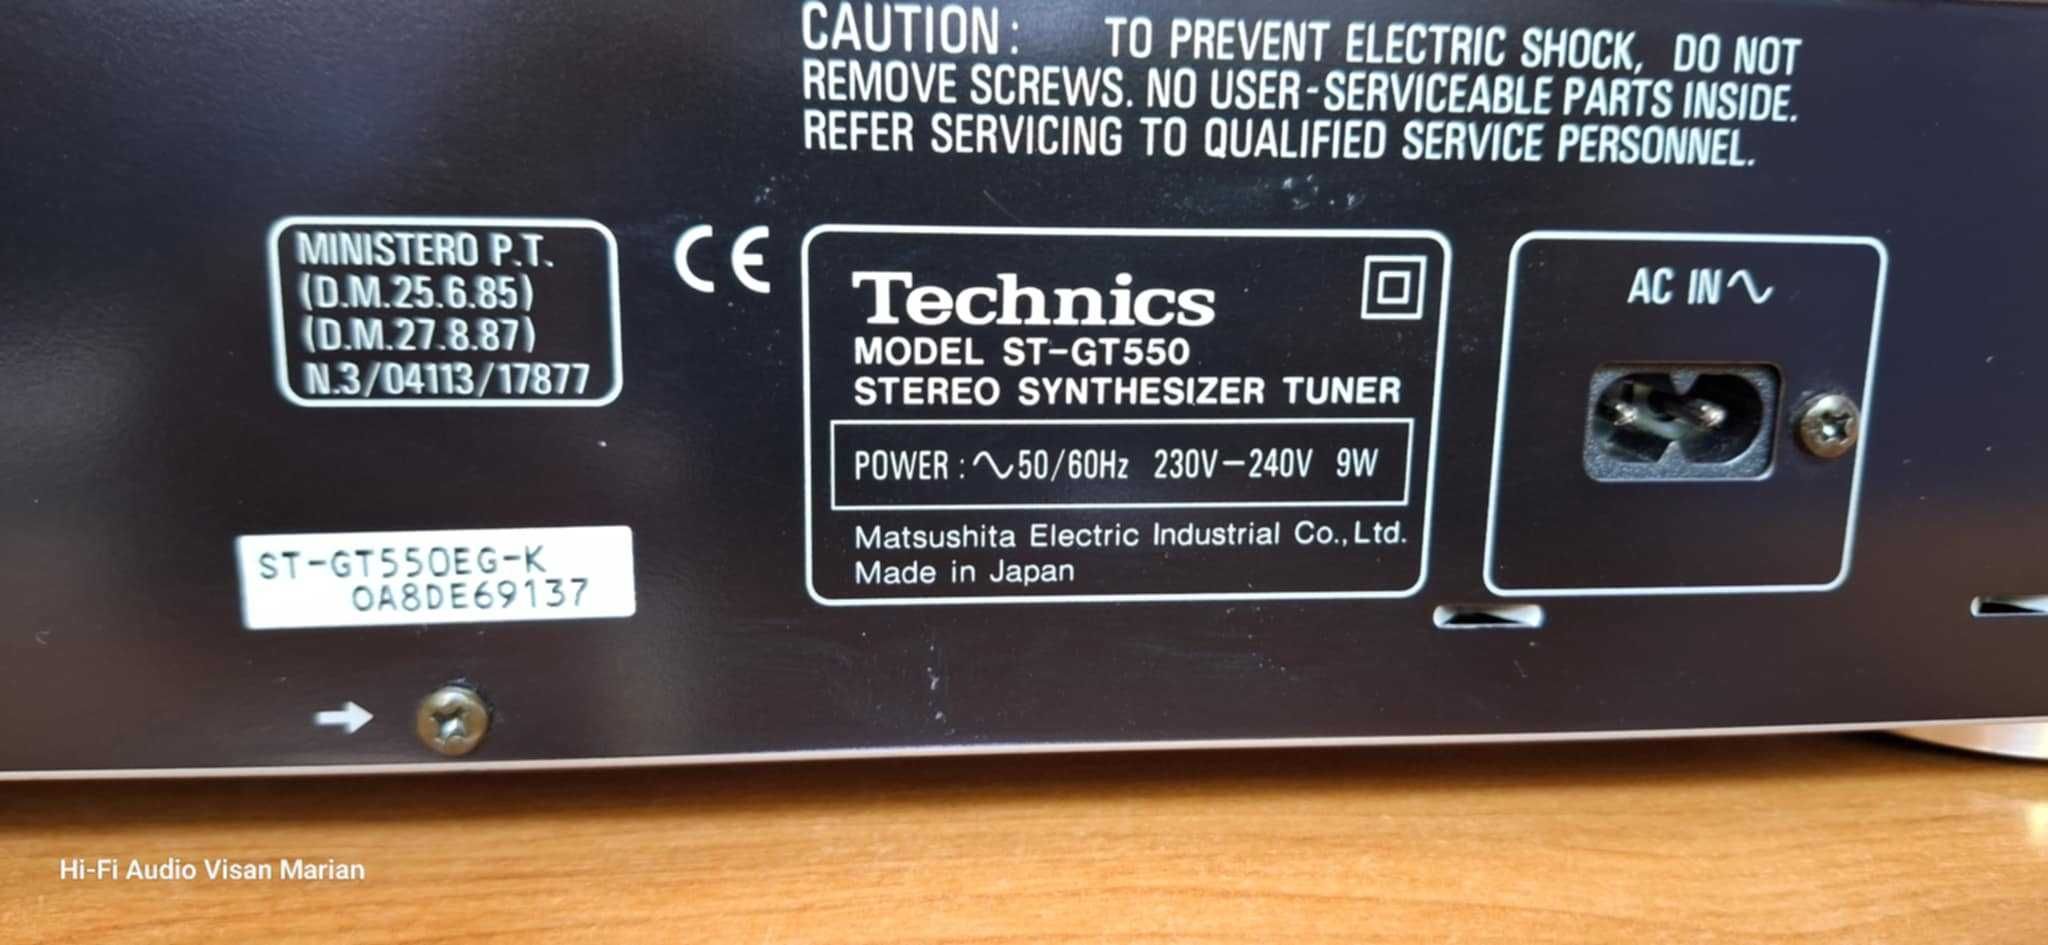 CAUTION: TO PREVENT ELECTRIC SHOCK, DO NOT
REMOVE SCREWS. NO USER-SERVICEABLE PARTS INSIDE.
REFER SERVICING TO QUALIFIED SERVICE PERSONNEL.
MINISTERO P.T.
(D.M.25.6.85)
(D.M.27.8.87)
N.3/04113/17877
CE
Technics
MODEL ST-GT550
STEREO SYNTHESIZER TUNER
POWER : ∿50/60Hz 230V-240V 9W
Matsushita Electric Industrial Co., Ltd.
Made in Japan
AC IN∿
ST-GT550EG-K
0A8DE69137
Hi-Fi Audio Visan Marian